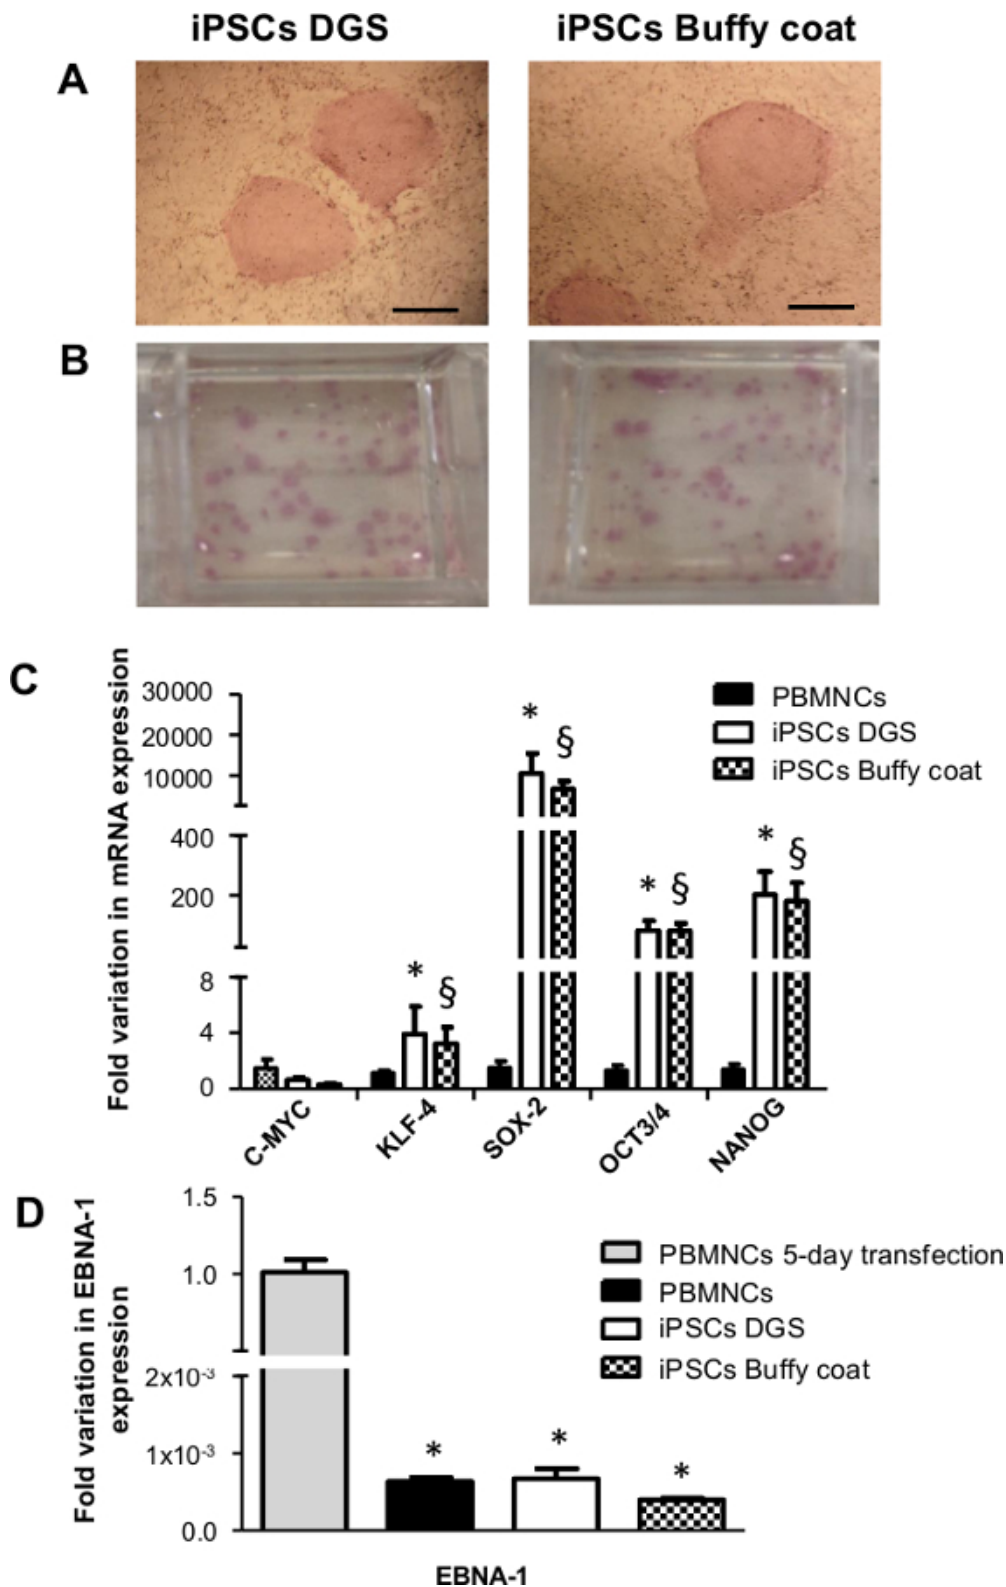 iPSCs DGS
iPSCs Buffy coat
A
B
C
Fold variation in mRNA expression
30000
20000
10000
400
200
8
4
0
*
§
*
§
*
§
*
§
PBMNCs
iPSCs DGS
iPSCs Buffy coat
C-MYC
KLF-4
SOX-2
OCT3/4
NANOG
D
Fold variation in EBNA-1
expression
1.5
1.0
2x10⁻³
1x10⁻³
0.0
*
*
*
PBMNCs 5-day transfection
PBMNCs
iPSCs DGS
iPSCs Buffy coat
EBNA-1